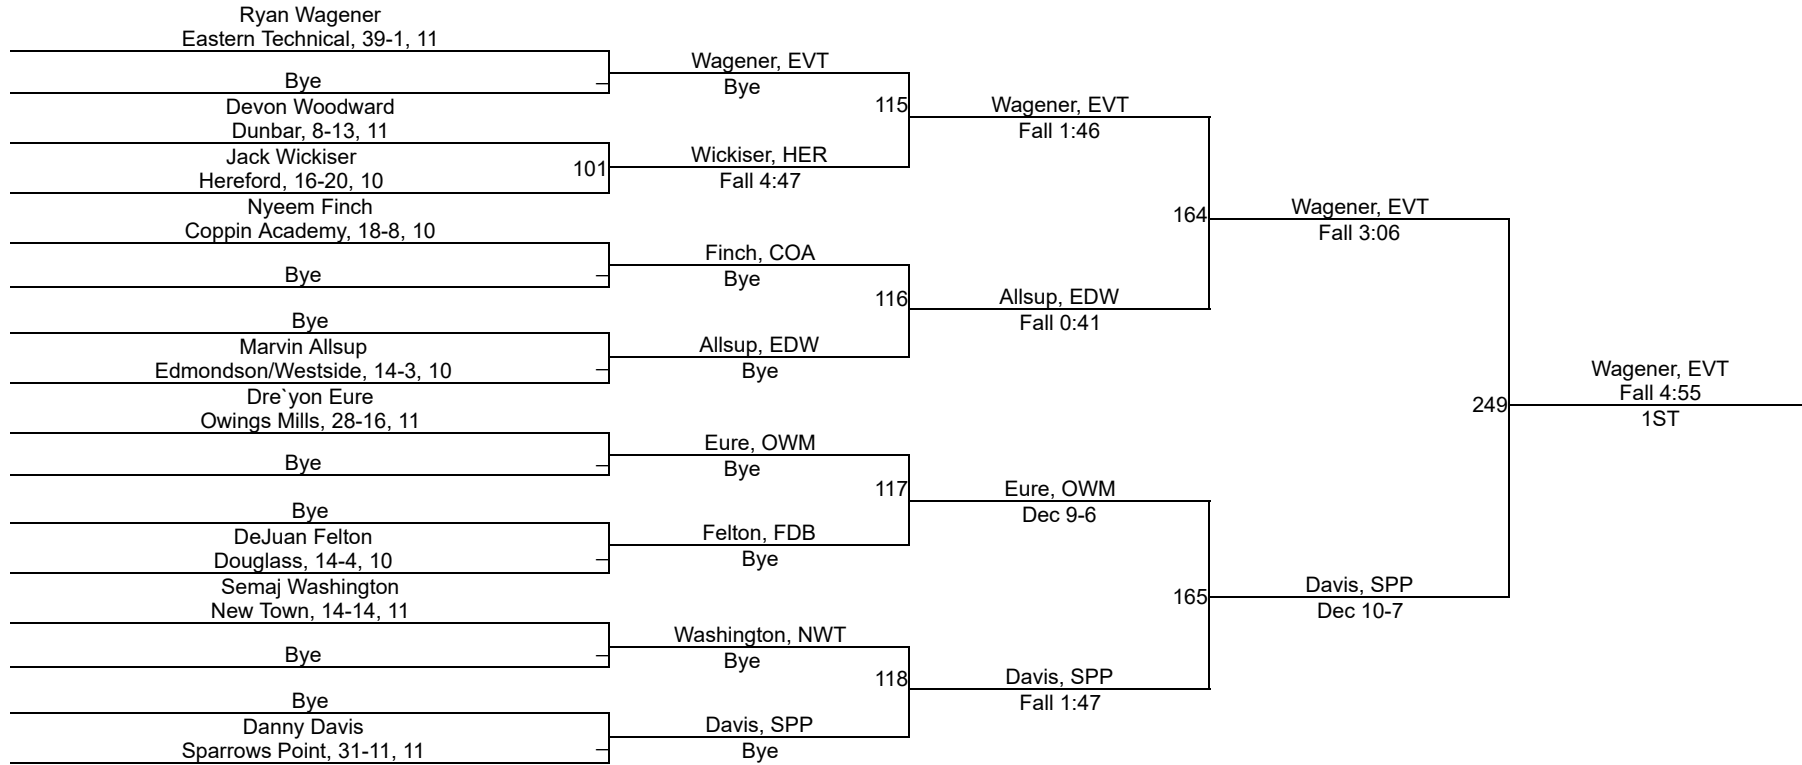 Ryan Wagener
Eastern Technical, 39-1, 11
Bye
Devon Woodward
Dunbar, 8-13, 11
Jack Wickiser
Hereford, 16-20, 10
101
Nyeem Finch
Coppin Academy, 18-8, 10
Bye
Bye
Marvin Allsup
Edmondson/Westside, 14-3, 10
Dre`yon Eure
Owings Mills, 28-16, 11
Bye
Bye
DeJuan Felton
Douglass, 14-4, 10
Semaj Washington
New Town, 14-14, 11
Bye
Bye
Danny Davis
Sparrows Point, 31-11, 11
Wagener, EVT
Bye
115
Wickiser, HER
Fall 4:47
Finch, COA
Bye
116
Allsup, EDW
Bye
Eure, OWM
Bye
117
Felton, FDB
Bye
Washington, NWT
Bye
118
Davis, SPP
Bye
Wagener, EVT
Fall 1:46
164
Allsup, EDW
Fall 0:41
Eure, OWM
Dec 9-6
165
Davis, SPP
Fall 1:47
Wagener, EVT
Fall 3:06
249
Davis, SPP
Dec 10-7
Wagener, EVT
Fall 4:55
1ST